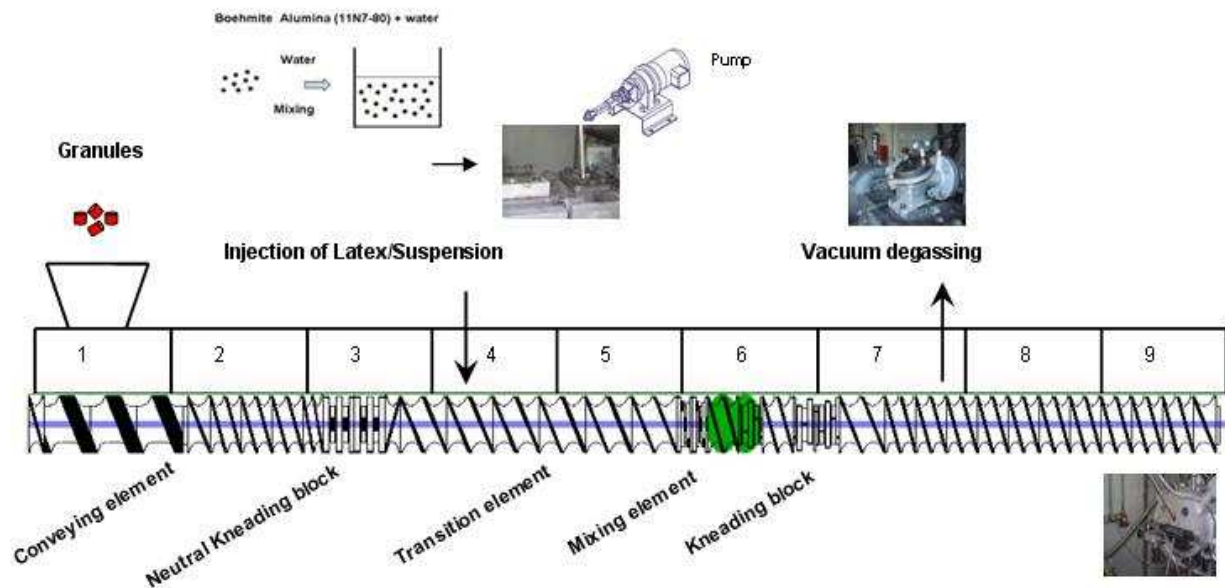 Boehmite Alumina (11N7-80) + water
Water
Mixing
Pump
Granules
Injection of Latex/Suspension
Vacuum degassing
1 2 3 4 5 6 7 8 9
Conveying element
Neutral Kneading block
Transition element
Mixing element
Kneading block